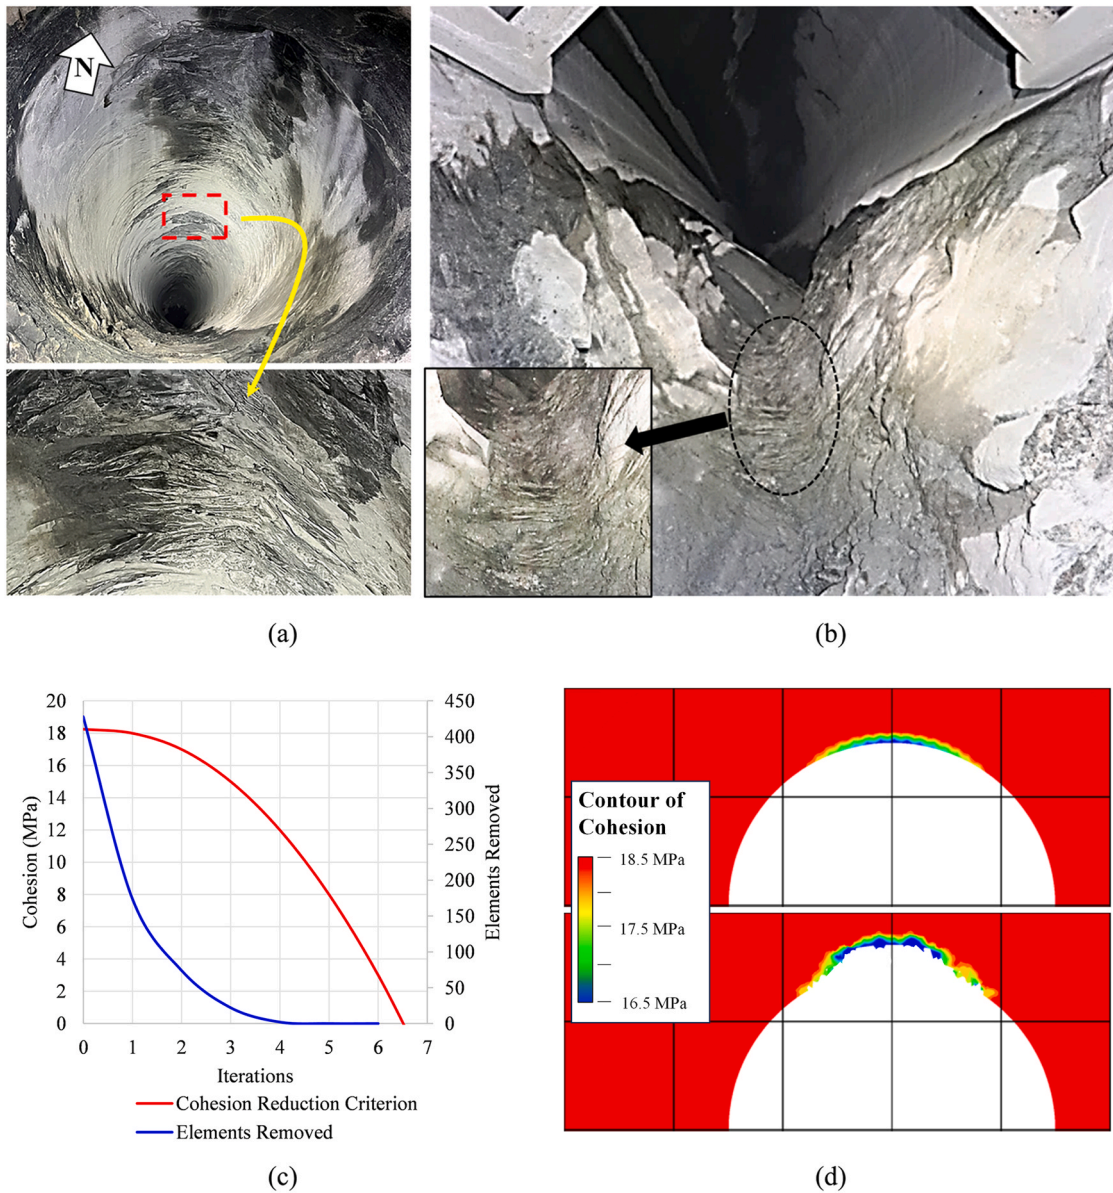 N
(a)
(b)
20
18
16
14
12
10
8
6
4
2
0
Cohesion (MPa)
450
400
350
300
250
200
150
100
50
0
Elements Removed
0 1 2 3 4 5 6 7
Iterations
Cohesion Reduction Criterion
Elements Removed
(c)
Contour of
Cohesion
18.5 MPa
17.5 MPa
16.5 MPa
(d)